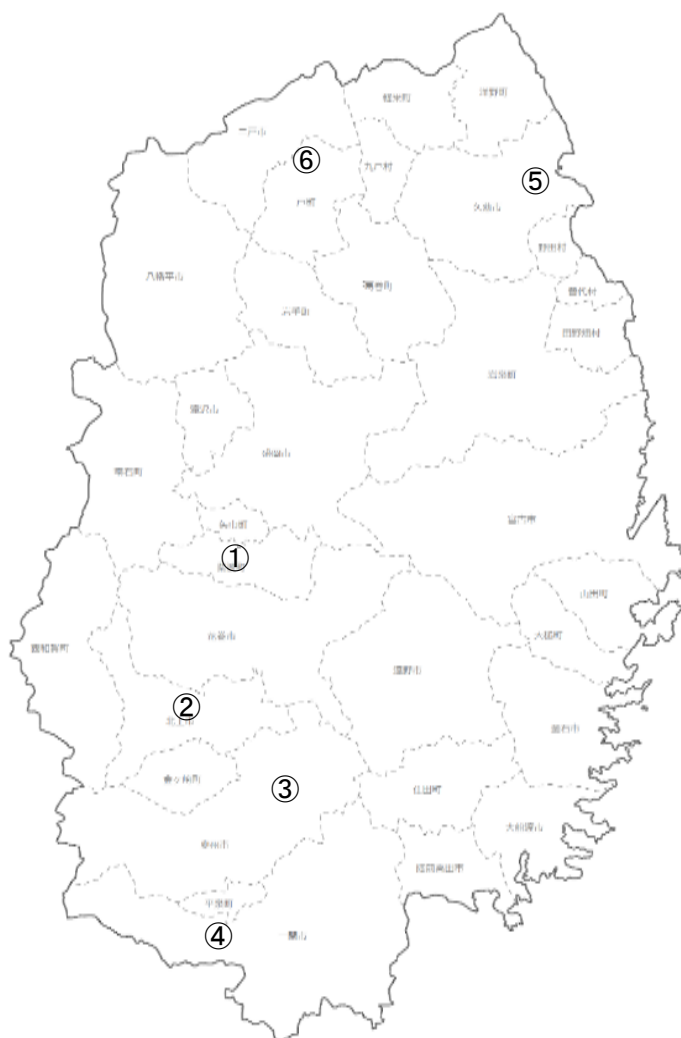 洋野町
軽米町
二戸市
⑥
九戸村
⑤
久慈市
戸町
野田村
普代村
八幡平市
葛巻町
岩手町
田野畑村
岩泉町
滝沢市
盛岡市
雫石町
矢巾町
宮古市
①
紫波町
山田町
大槌町
花巻市
西和賀町
遠野市
②
北上市
釜石市
金ケ崎町
③
住田町
大船渡市
奥州市
陸前高田市
平泉町
④
一関市